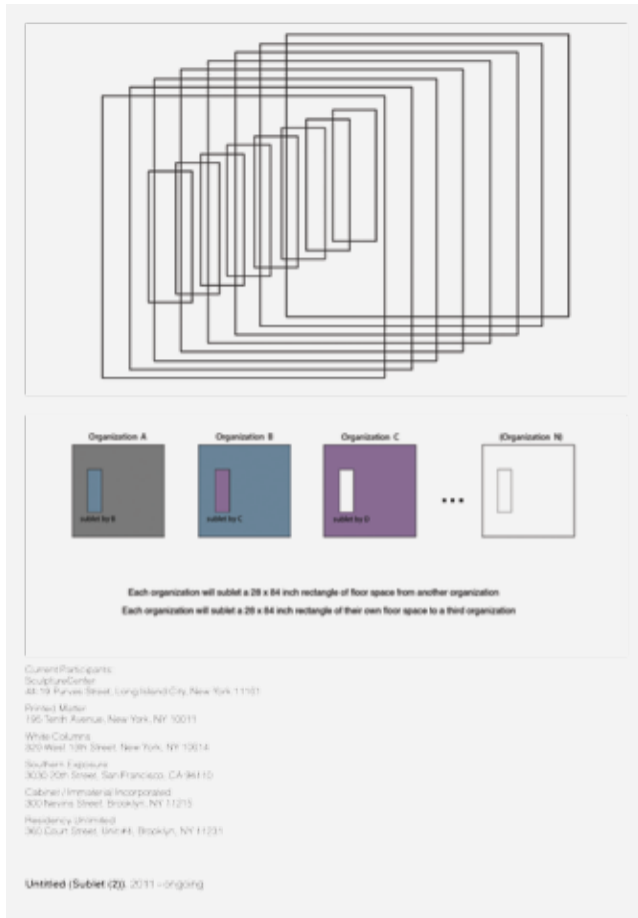 Organization A
Organization B
Organization C
(Organization N)
sublet by B
sublet by C
sublet by D
...
Each organization will sublet a 28 x 84 inch rectangle of floor space from another organization
Each organization will sublet a 28 x 84 inch rectangle of their own floor space to a third organization
Current Participants:
SculptureCenter
44-19 Purves Street, Long Island City, New York 11101
Printed Matter
195 Tenth Avenue, New York, NY 10011
White Columns
320 West 13th Street, New York, NY 10014
Southern Exposure
3030 20th Street, San Francisco, CA 94110
Cabinet / Immaterial Incorporated
300 Nevins Street, Brooklyn, NY 11215
Residency Unlimited
360 Court Street, Unit #4, Brooklyn, NY 11231
Untitled (Sublet (2)), 2011 – ongoing